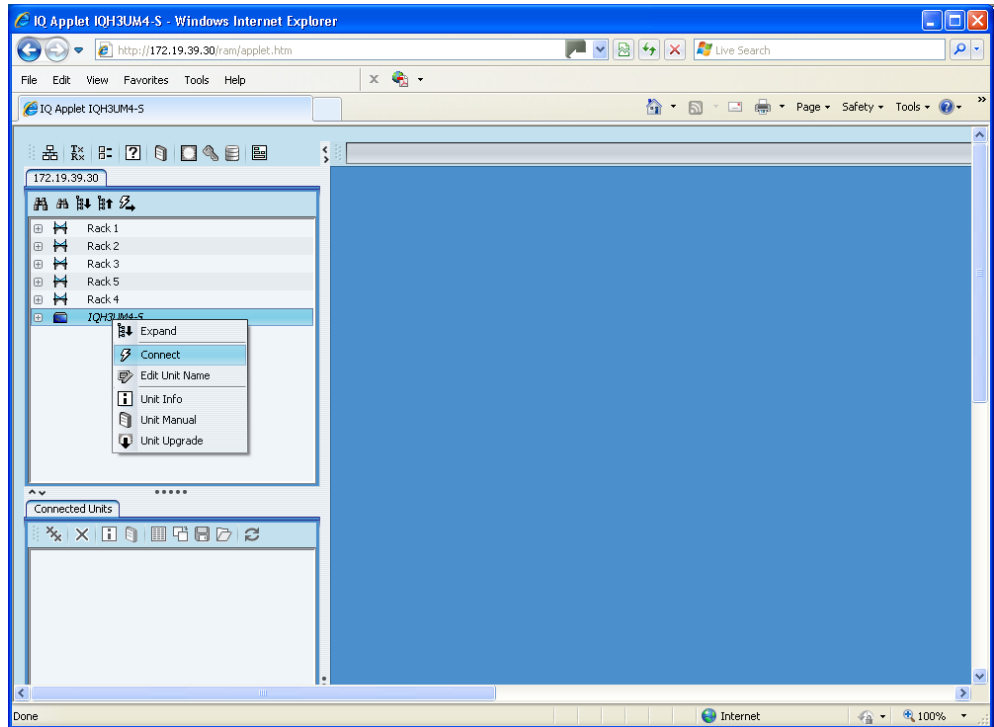 IQ Applet IQH3UM4-S - Windows Internet Explorer
http://172.19.39.30/ram/applet.htm
Live Search
File Edit View Favorites Tools Help
IQ Applet IQH3UM4-S
Page Safety Tools
Tx
Rx
172.19.39.30
Rack 1
Rack 2
Rack 3
Rack 5
Rack 4
IQH3UM4-S
Expand
Connect
Edit Unit Name
Unit Info
Unit Manual
Unit Upgrade
Connected Units
Done
Internet
100%